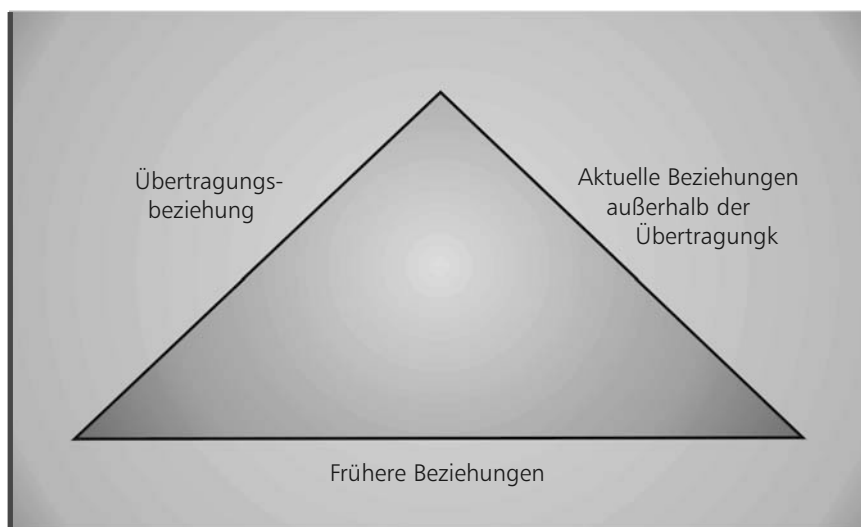 Übertragungs-
beziehung
Aktuelle Beziehungen
außerhalb der
Übertragungk
Frühere Beziehungen